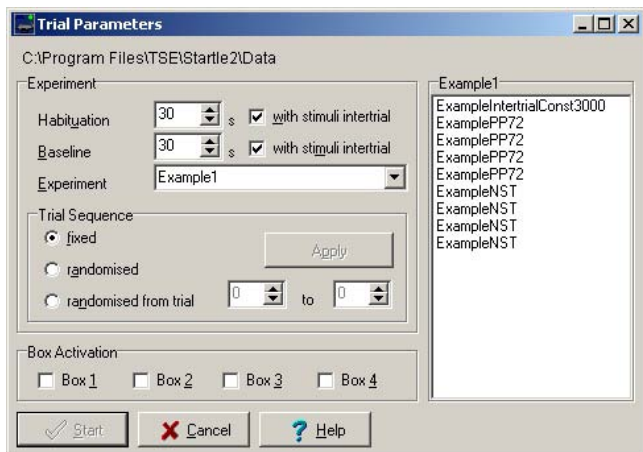 Trial Parameters
C:\Program Files\TSE\Startle2\Data
Experiment
Habituation 30 s with stimuli intertrial
Baseline 30 s with stimuli intertrial
Experiment Example1
Trial Sequence
fixed
Apply
randomised
randomised from trial 0 to 0
Box Activation
Box 1 Box 2 Box 3 Box 4
Start Cancel Help
Example1
ExampleIntertrialConst3000
ExamplePP72
ExamplePP72
ExamplePP72
ExamplePP72
ExampleNST
ExampleNST
ExampleNST
ExampleNST